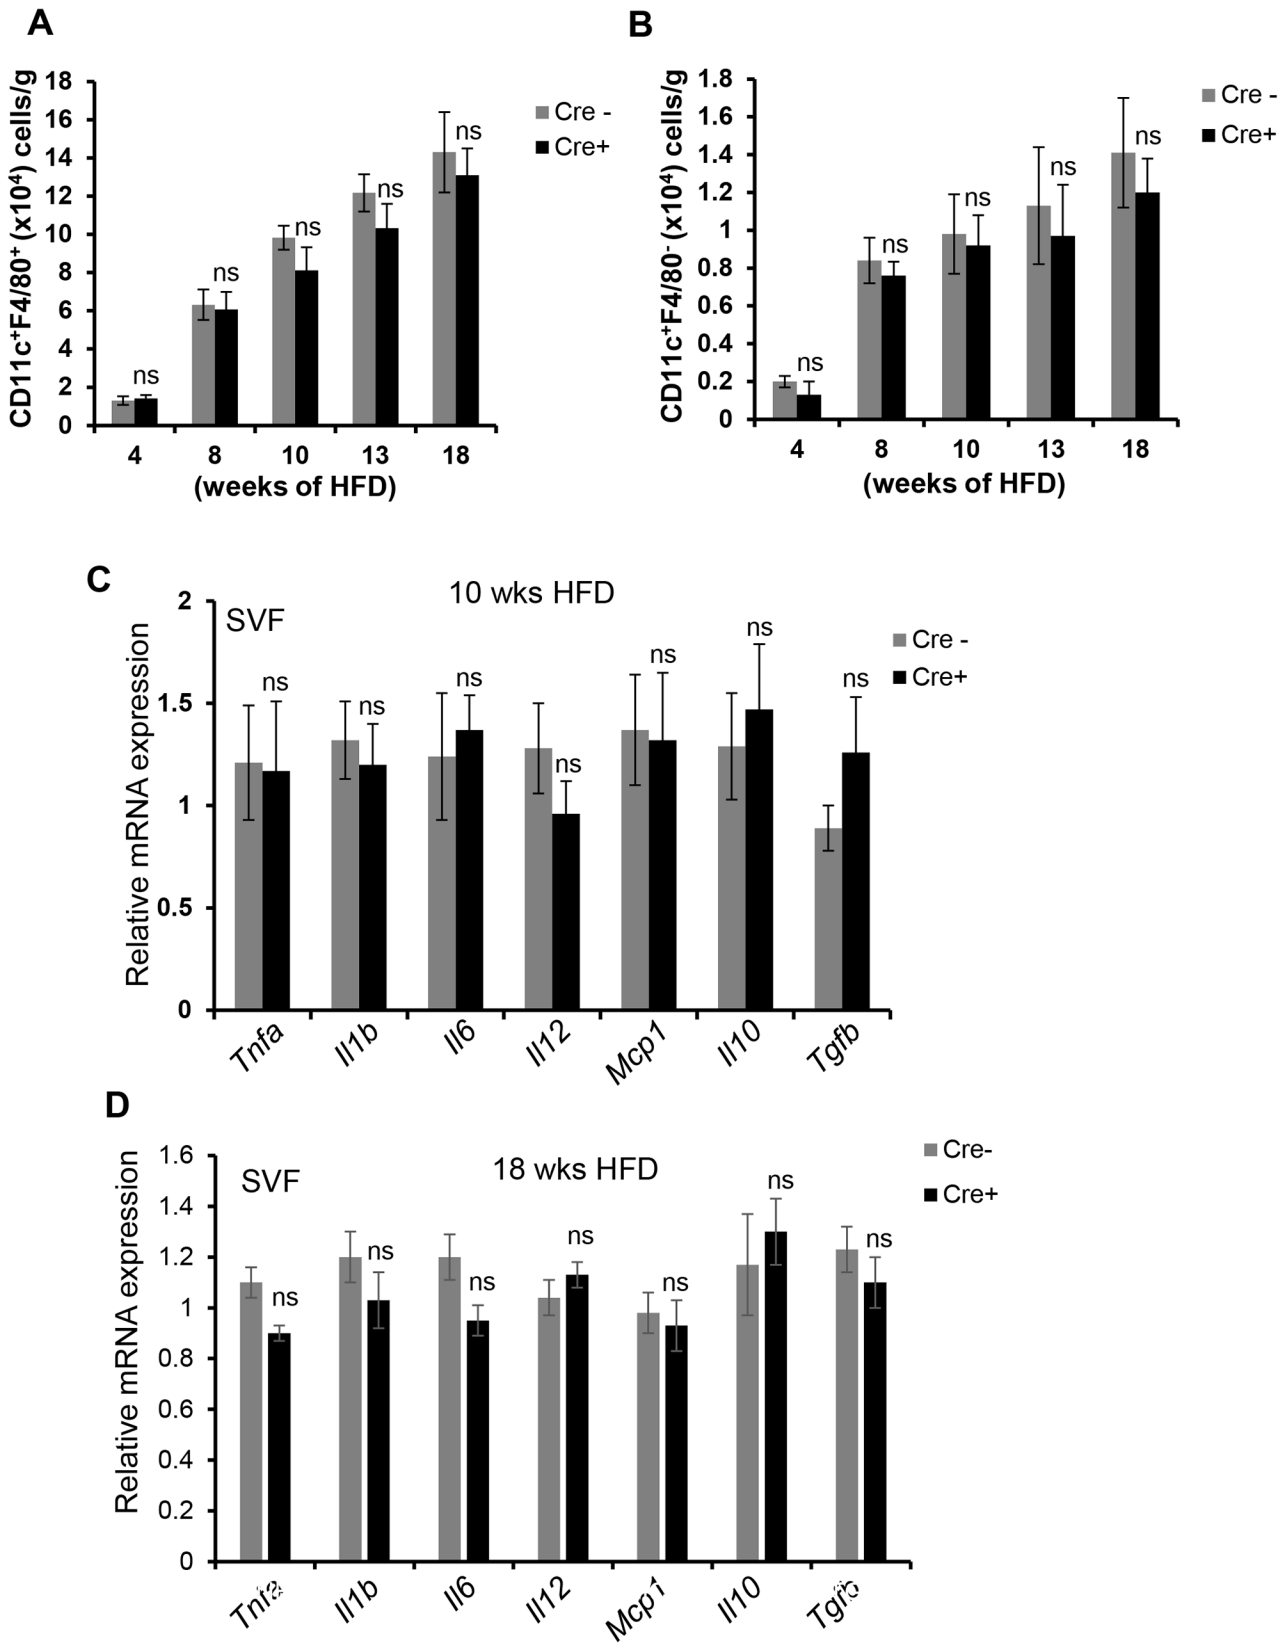 A
CD11c⁺F4/80⁺ (x10⁴) cells/g
18
16
14
12
10
8
6
4
2
0
ns
ns
ns
ns
ns
Cre -
Cre+
4 8 10 13 18
(weeks of HFD)
B
CD11c⁺F4/80⁻ (x10⁴) cells/g
1.8
1.6
1.4
1.2
1
0.8
0.6
0.4
0.2
0
ns
ns
ns
ns
ns
Cre -
Cre+
4 8 10 13 18
(weeks of HFD)
C
10 wks HFD
SVF
Relative mRNA expression
2
1.5
1
0.5
0
ns
ns
ns
ns
ns
ns
ns
Cre -
Cre+
Tnfa Il1b Il6 Il12 Mcp1 Il10 Tgfb
D
18 wks HFD
SVF
Relative mRNA expression
1.6
1.4
1.2
1
0.8
0.6
0.4
0.2
0
ns
ns
ns
ns
ns
ns
ns
Cre-
Cre+
Tnfa Il1b Il6 Il12 Mcp1 Il10 Tgfb